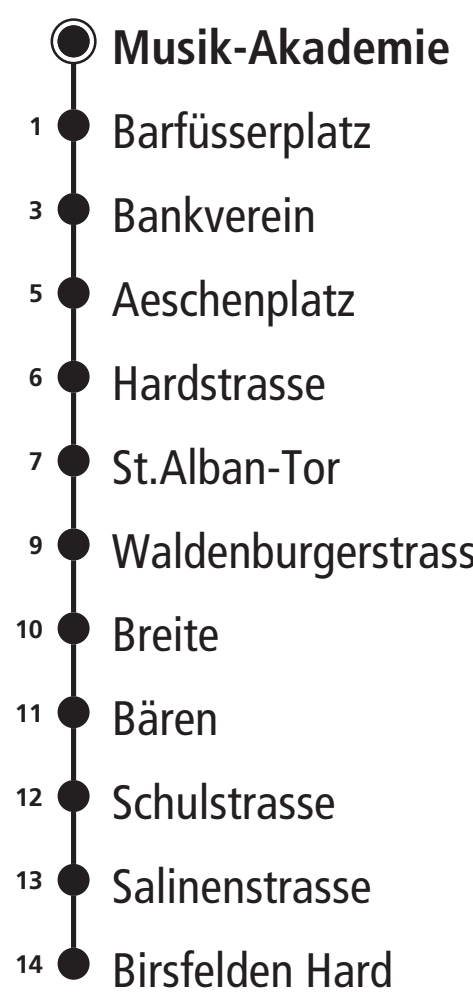 Musik-Akademie
1 Barfüsserplatz
3 Bankverein
5 Aeschenplatz
6 Hardstrasse
7 St.Alban-Tor
9 Waldenburgerstrass
10 Breite
11 Bären
12 Schulstrasse
13 Salinenstrasse
14 Birsfelden Hard